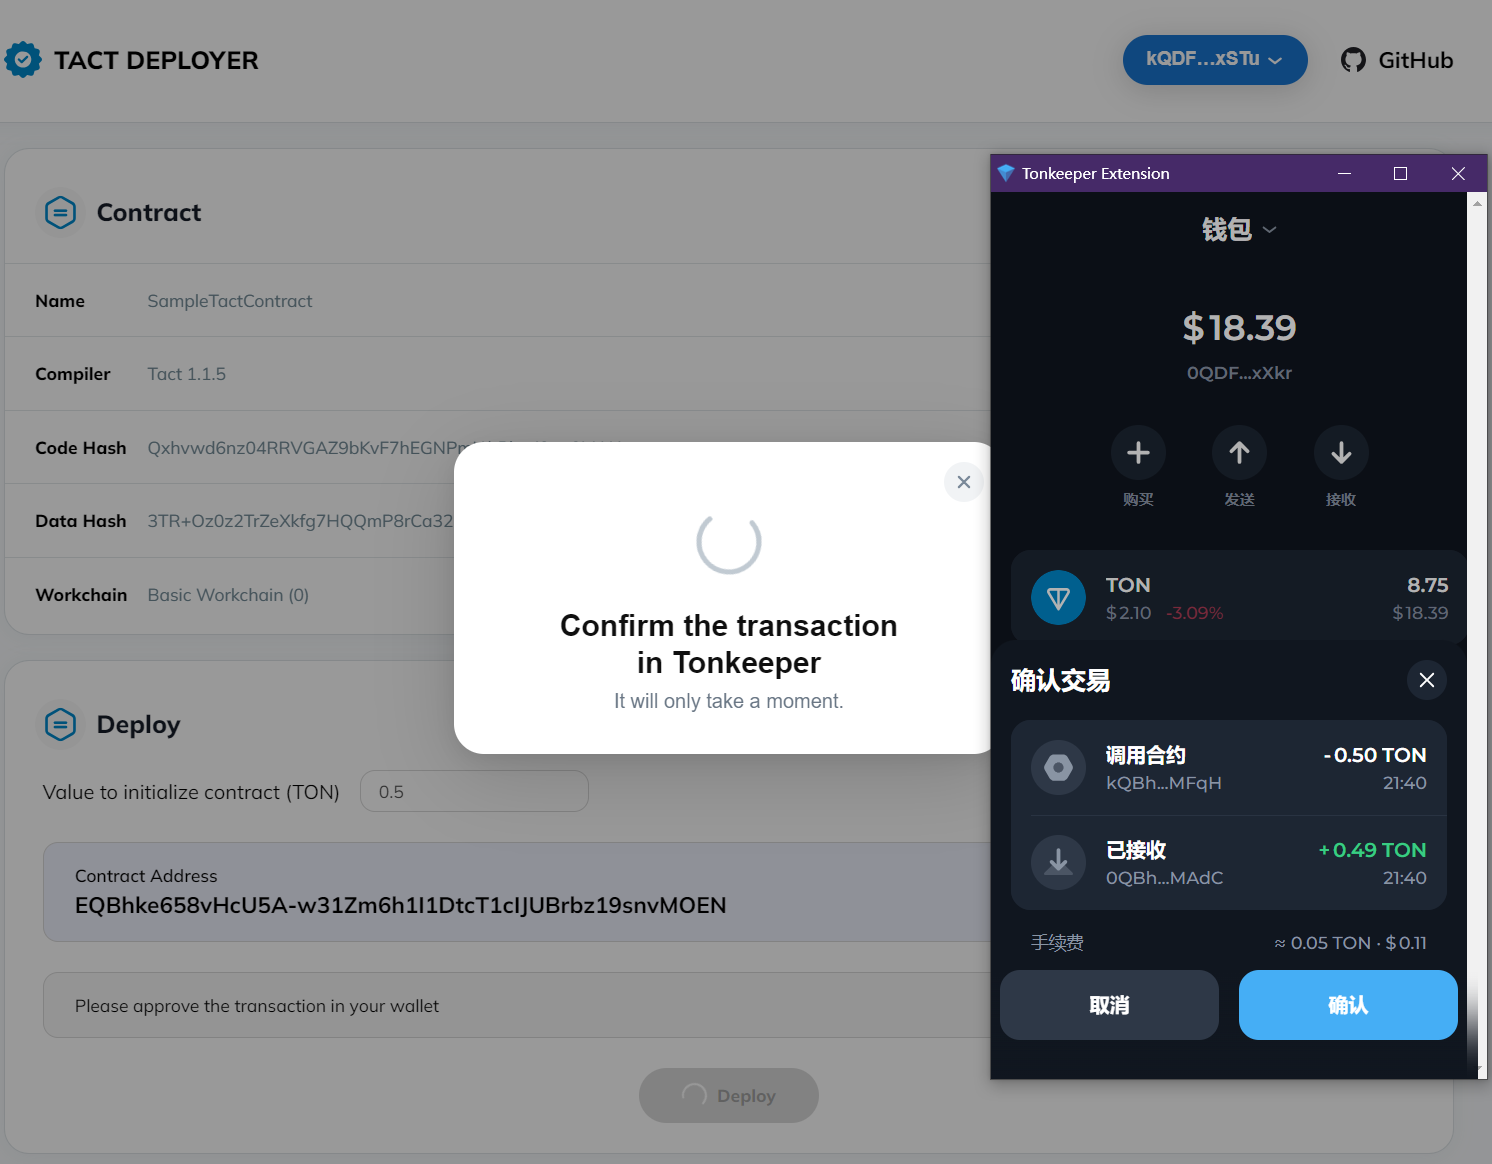 TACT DEPLOYER
kQDF...xSTu
GitHub
Contract
Name SampleTactContract
Compiler Tact 1.1.5
Code Hash Qxhvwd6nz04RRVGAZ9bKvF7hEGNP
Data Hash 3TR+Oz0z2TrZeXkfg7HQQmP8rCa32
Workchain Basic Workchain (0)
Deploy
Value to initialize contract (TON) 0.5
Contract Address
EQBhke658vHcU5A-w31Zm6h1I1DtcT1cIJUBrbz19snvMOEN
Please approve the transaction in your wallet
Deploy
Confirm the transaction
in Tonkeeper
It will only take a moment.
Tonkeeper Extension
钱包
$18.39
0QDF...xXkr
购买 发送 接收
TON 8.75
$2.10 -3.09% $18.39
确认交易
调用合约 -0.50 TON
kQBh...MFqH 21:40
已接收 +0.49 TON
0QBh...MAdC 21:40
手续费 ≈ 0.05 TON · $0.11
取消 确认